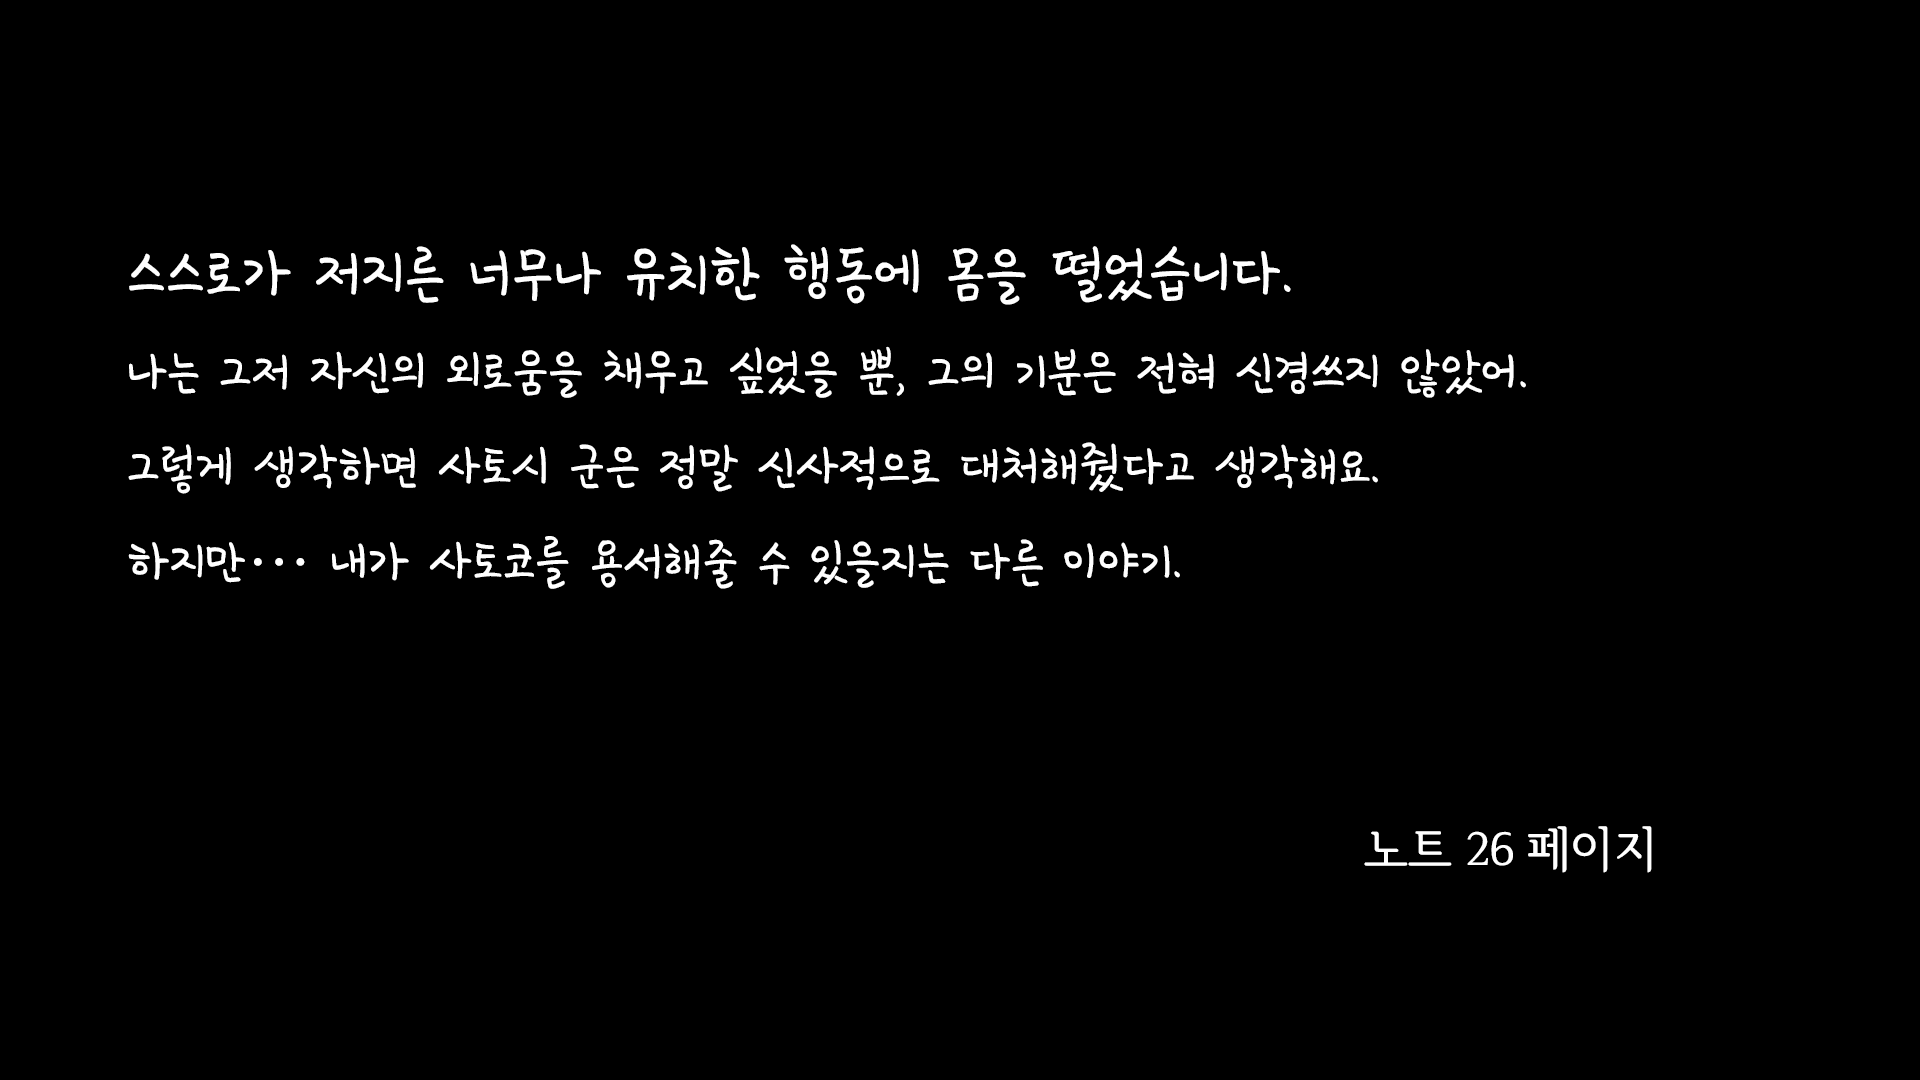 스스로가 저지른 너무나 유치한 행동에 몸을 떨었습니다.
나는 그저 자신의 외로움을 채우고 싶었을 뿐, 그의 기분은 전혀 신경쓰지 않았어.
그렇게 생각하면 사토시 군은 정말 신사적으로 대처해줬다고 생각해요.
하지만··· 내가 사토코를 용서해줄 수 있을지는 다른 이야기.
노트 26 페이지